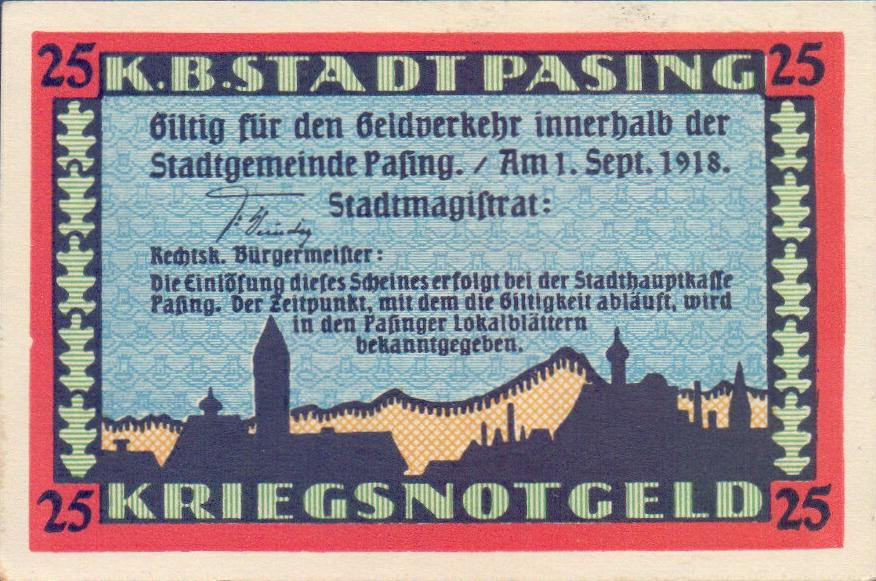 25 K.B.STADT PASING 25
Giltig für den Geldverkehr innerhalb der
Stadtgemeinde Paſing. / Am 1. Sept. 1918.
Stadtmagiſtrat:
Rechtsk. Bürgermeiſter:
Die Einlöſung dieſes Scheines erfolgt bei der Stadthauptkaſſe
Paſing. Der Zeitpunkt, mit dem die Giltigkeit abläuft, wird
in den Paſinger Lokalblättern
bekanntgegeben.
25 KRIEGSNOTGELD 25